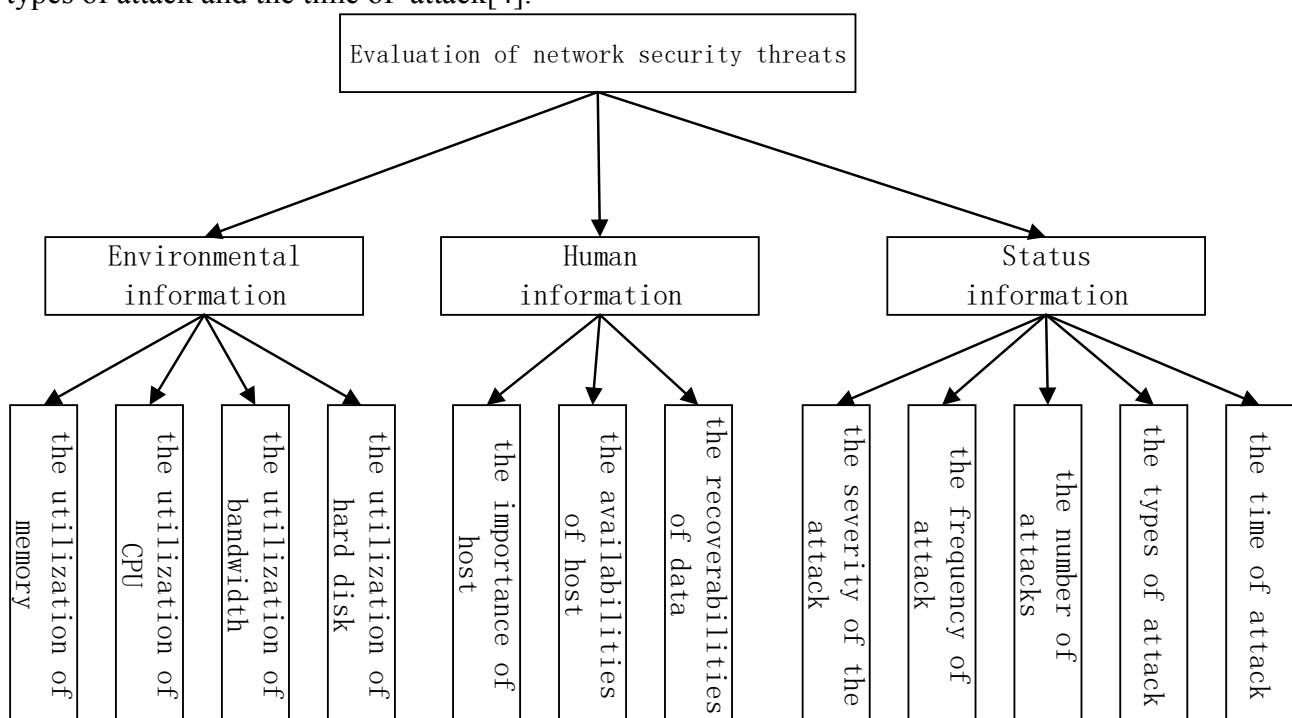 types of attack and the time of attack[4].
Evaluation of network security threats
Environmental
information
Human
information
Status
information
the utilization of
memory
the utilization of
CPU
the utilization of
bandwidth
the utilization of
hard disk
the importance of
host
the availabilities
of host
the recoverabilities
of data
the severity of the
attack
the frequency of
attack
the number of
attacks
the types of attack
the time of attack